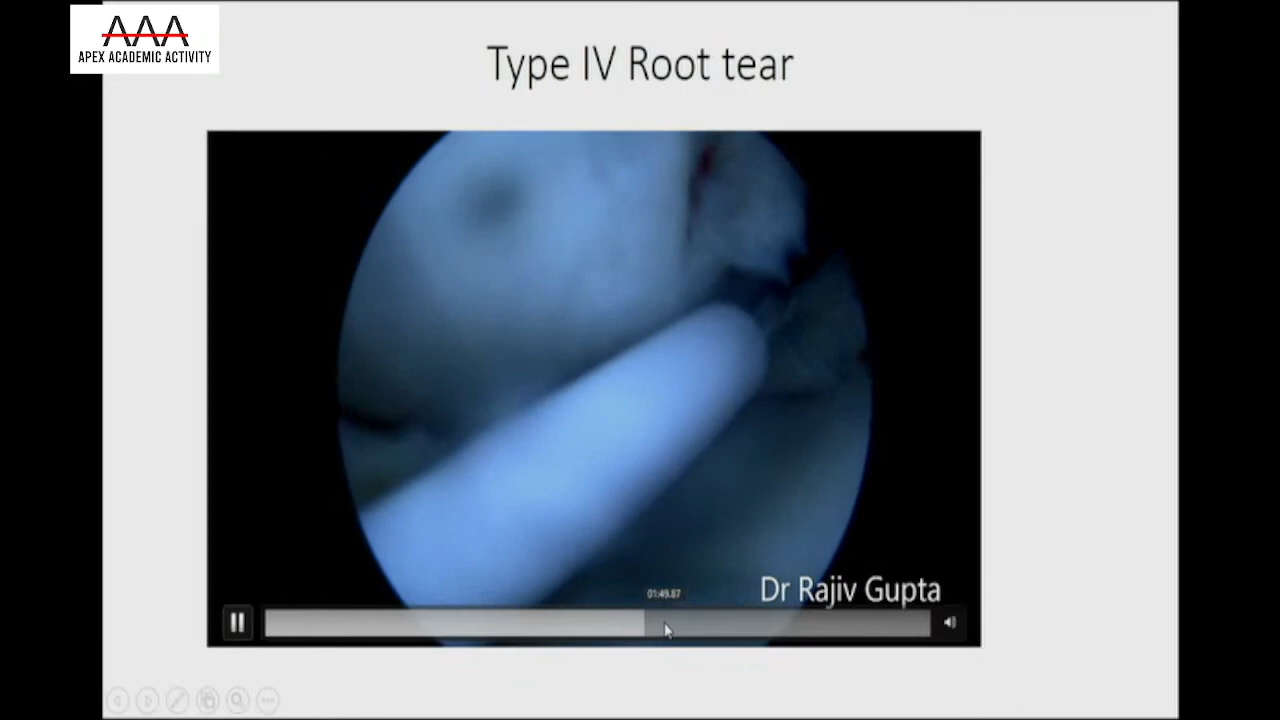 AAA
APEX ACADEMIC ACTIVITY
Type IV Root tear
01:49.87
Dr Rajiv Gupta